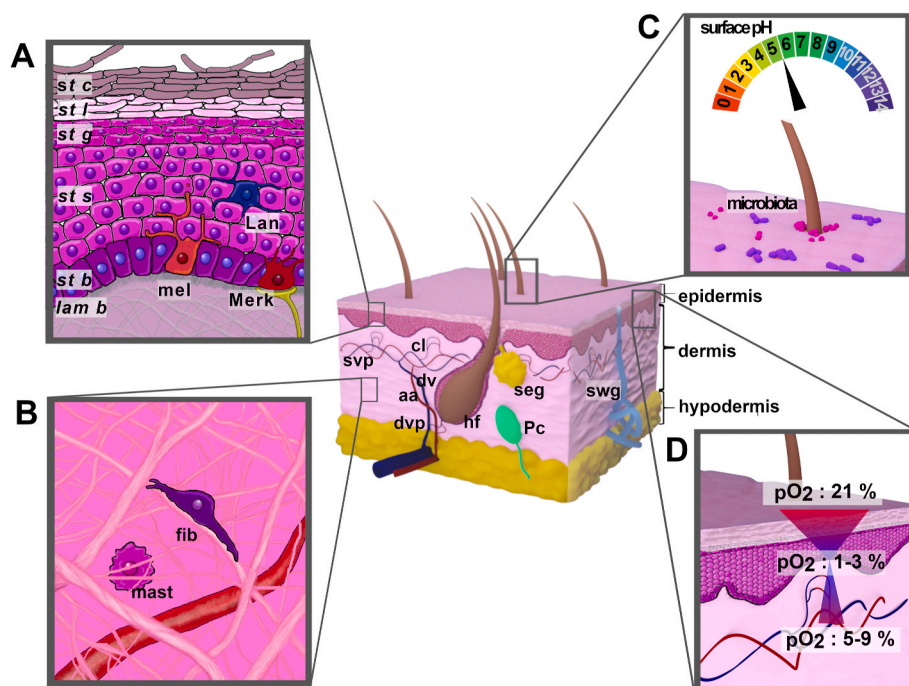 A
st c
st l
st g
st s
Lan
st b
mel
Merk
lam b
C
surface pH
0 1 2 3 4 5 6 7 8 9 10 11 12 13 14
microbiota
epidermis
dermis
hypodermis
svp
cl
dv
aa
dvp
hf
seg
Pc
swg
B
fib
mast
D
pO2 : 21 %
pO2 : 1-3 %
pO2 : 5-9 %